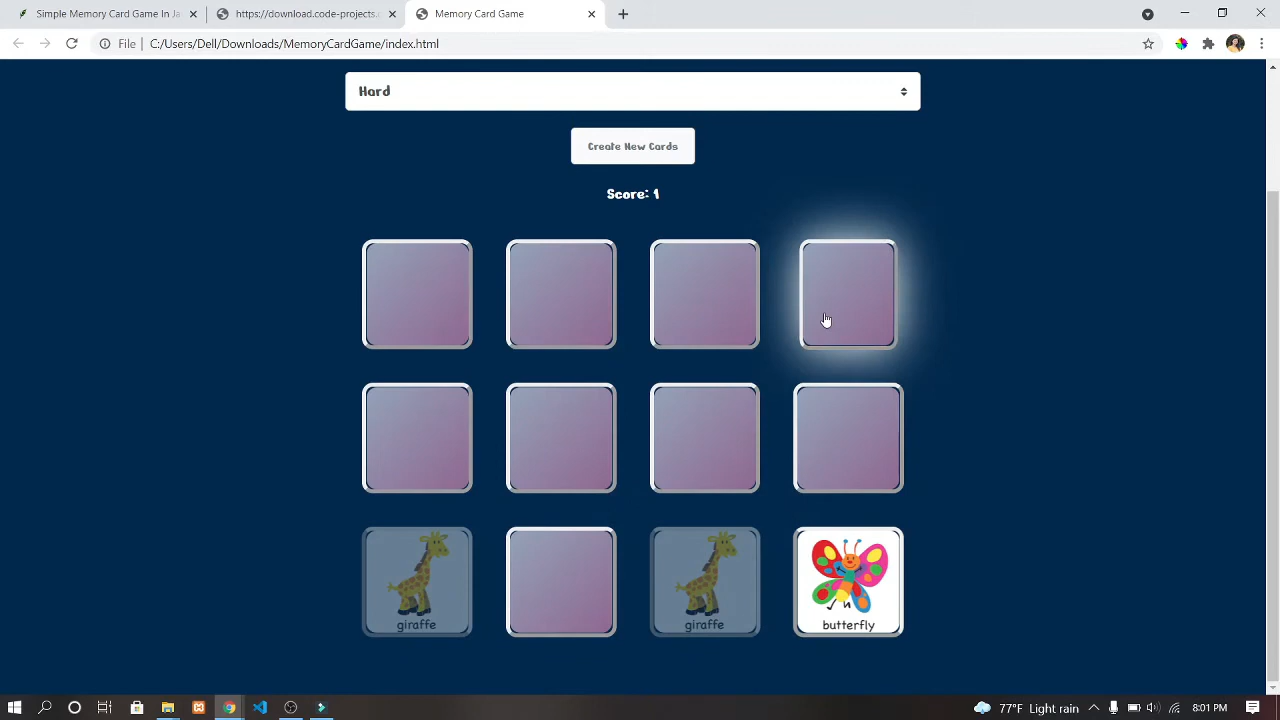 Simple Memory Card Game In Ja
https://download.code-projects.
Memory Card Game
File
C:/Users/Dell/Downloads/MemoryCardGame/index.html
Hard
Create New Cards
Score: 1
giraffe
giraffe
butterfly
77°F Light rain
8:01 PM